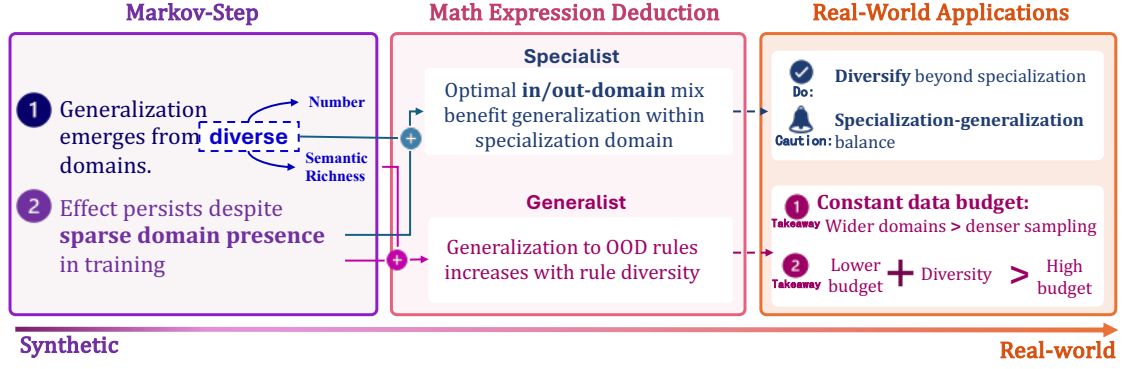 Markov-Step
Math Expression Deduction
Real-World Applications
1
Generalization
emerges from diverse
domains.
Number
Semantic
Richness
2
Effect persists despite
sparse domain presence
in training
Specialist
Optimal in/out-domain mix
benefit generalization within
specialization domain
Generalist
Generalization to OOD rules
increases with rule diversity
+
+
Do:
Diversify beyond specialization
Caution:
Specialization-generalization
balance
1
Takeaway
Constant data budget:
Wider domains > denser sampling
2
Takeaway
Lower
budget
+
Diversity
>
High
budget
Synthetic
Real-world